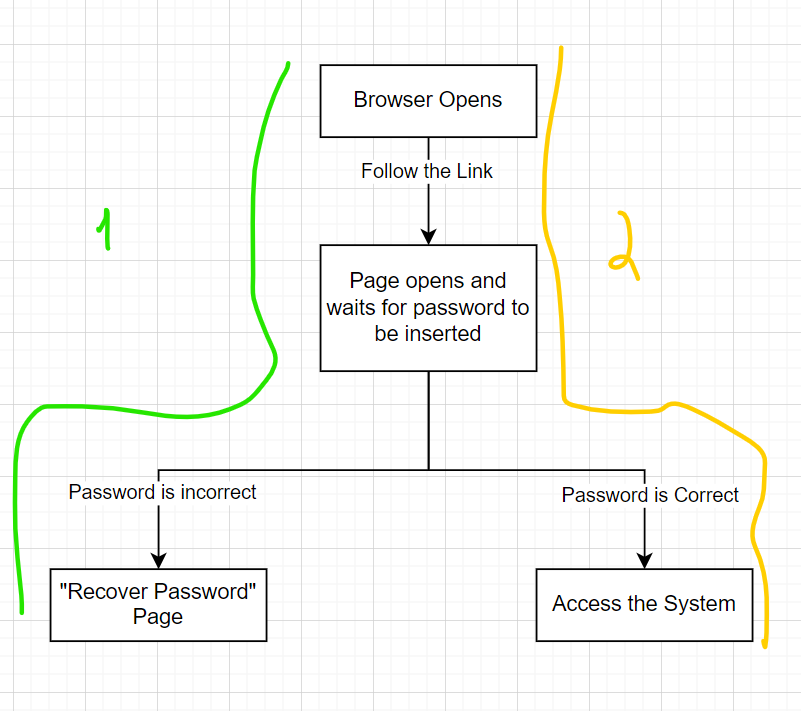 Browser Opens
Follow the Link
1
2
Page opens and
waits for password to
be inserted
Password is incorrect
Password is Correct
"Recover Password"
Page
Access the System